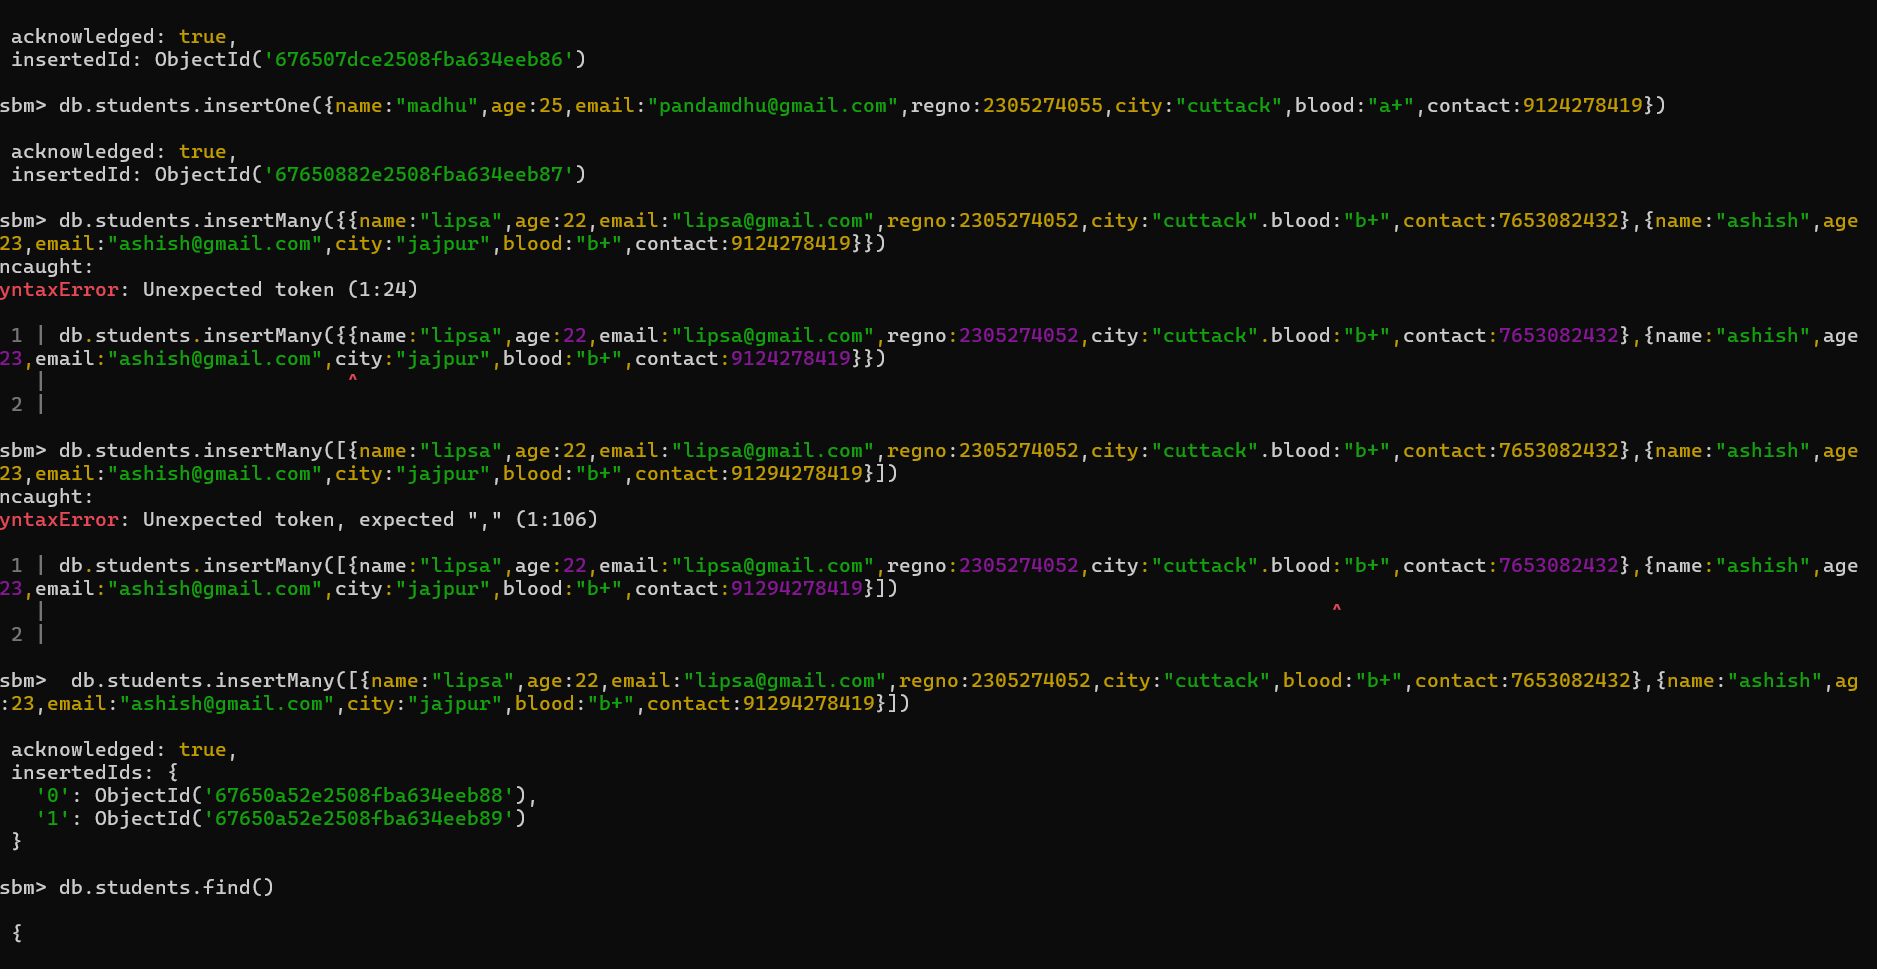 acknowledged: true,
insertedId: ObjectId('676507dce2508fba634eeb86')
sbm> db.students.insertOne({name:"madhu",age:25,email:"pandamdhu@gmail.com",regno:2305274055,city:"cuttack",blood:"a+",contact:9124278419})
acknowledged: true,
insertedId: ObjectId('67650882e2508fba634eeb87')
sbm> db.students.insertMany({{name:"lipsa",age:22,email:"lipsa@gmail.com",regno:2305274052,city:"cuttack".blood:"b+",contact:7653082432},{name:"ashish",age
23,email:"ashish@gmail.com",city:"jajpur",blood:"b+",contact:9124278419}})
ncaught:
yntaxError: Unexpected token (1:24)
1 | db.students.insertMany({{name:"lipsa",age:22,email:"lipsa@gmail.com",regno:2305274052,city:"cuttack".blood:"b+",contact:7653082432},{name:"ashish",age
23,email:"ashish@gmail.com",city:"jajpur",blood:"b+",contact:9124278419}})
| ^
2 |
sbm> db.students.insertMany([{name:"lipsa",age:22,email:"lipsa@gmail.com",regno:2305274052,city:"cuttack".blood:"b+",contact:7653082432},{name:"ashish",age
23,email:"ashish@gmail.com",city:"jajpur",blood:"b+",contact:91294278419}])
ncaught:
yntaxError: Unexpected token, expected "," (1:106)
1 | db.students.insertMany([{name:"lipsa",age:22,email:"lipsa@gmail.com",regno:2305274052,city:"cuttack".blood:"b+",contact:7653082432},{name:"ashish",age
23,email:"ashish@gmail.com",city:"jajpur",blood:"b+",contact:91294278419}])
| ^
2 |
sbm>  db.students.insertMany([{name:"lipsa",age:22,email:"lipsa@gmail.com",regno:2305274052,city:"cuttack",blood:"b+",contact:7653082432},{name:"ashish",ag
:23,email:"ashish@gmail.com",city:"jajpur",blood:"b+",contact:91294278419}])
acknowledged: true,
insertedIds: {
'0': ObjectId('67650a52e2508fba634eeb88'),
'1': ObjectId('67650a52e2508fba634eeb89')
}
sbm> db.students.find()
{